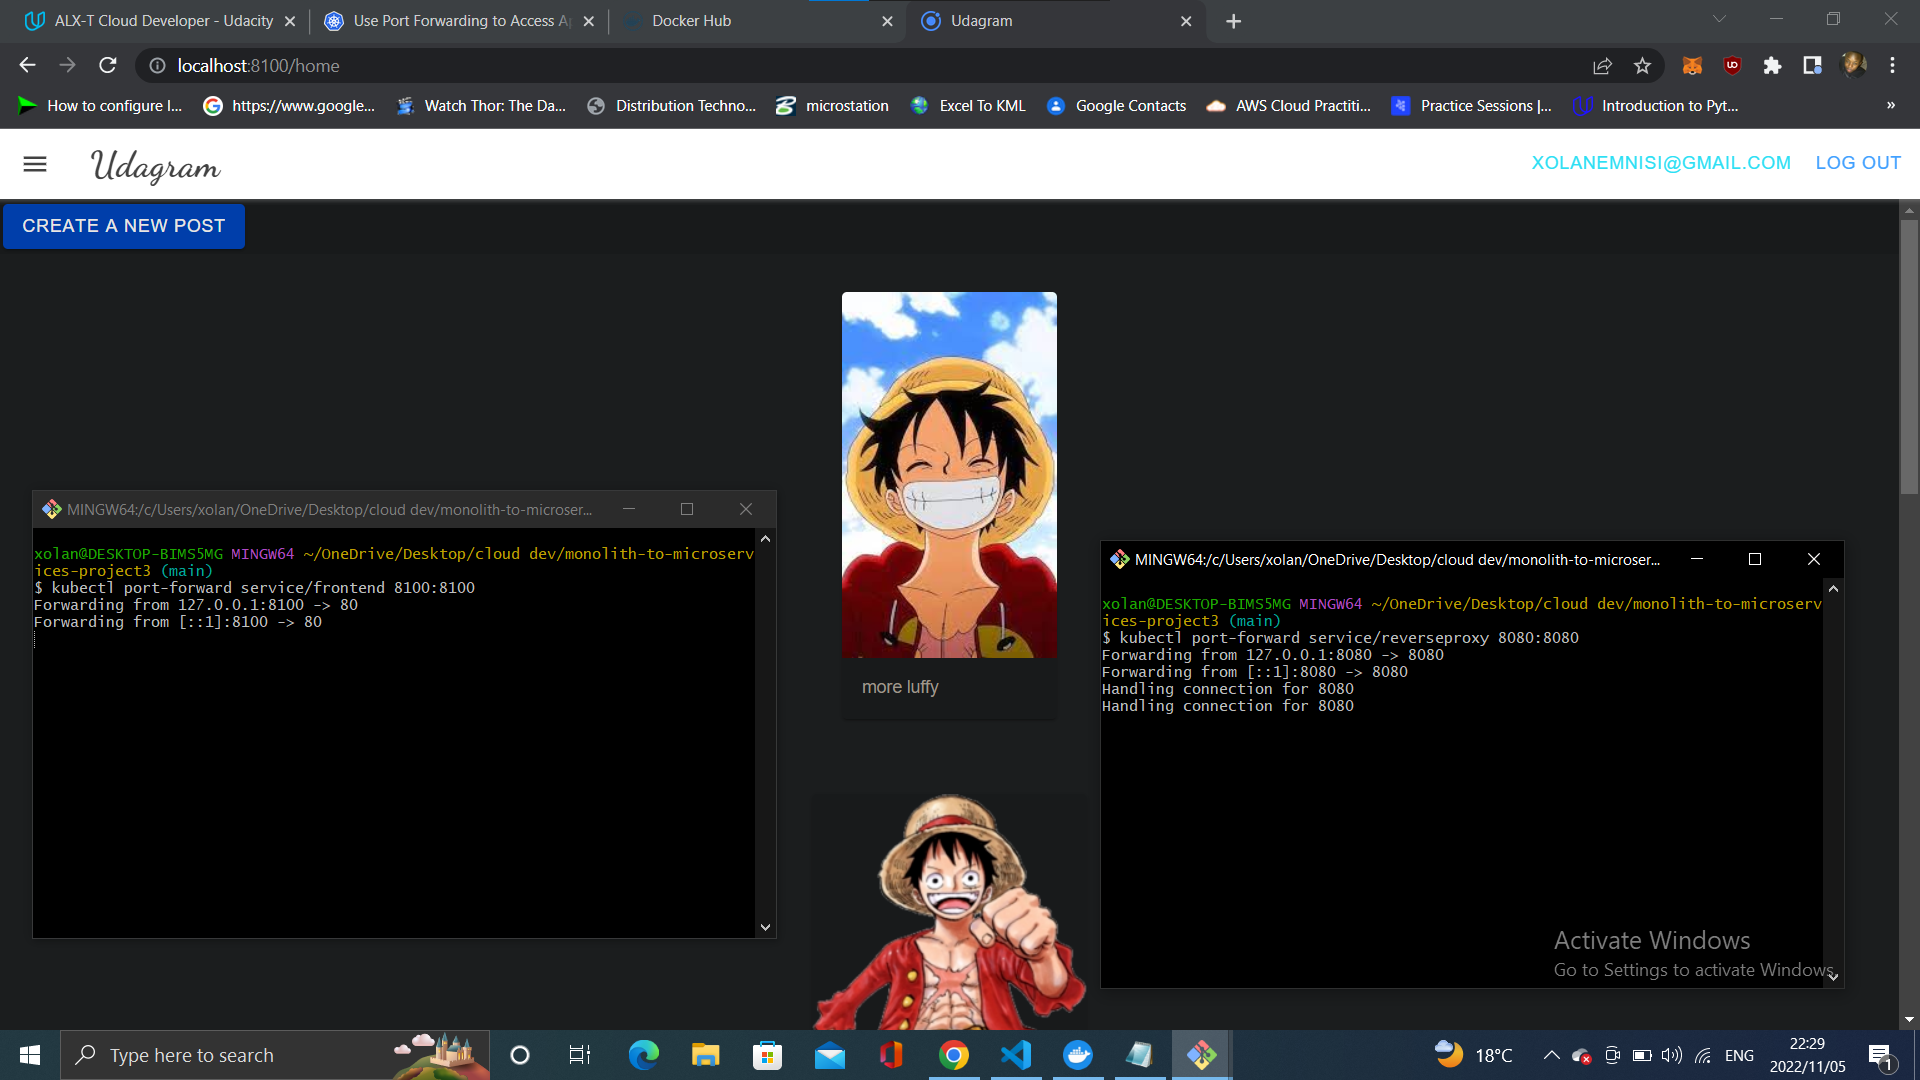 ALX-T Cloud Developer - Udacity
Use Port Forwarding to Access A
Docker Hub
Udagram
localhost:8100/home
How to configure I...
https://www.google...
Watch Thor: The Da...
Distribution Techno...
microstation
Excel To KML
Google Contacts
AWS Cloud Practiti...
Practice Sessions |...
Introduction to Pyt...
»
Udagram
XOLANEMNISI@GMAIL.COM
LOG OUT
CREATE A NEW POST
more luffy
MINGW64:/c/Users/xolan/OneDrive/Desktop/cloud dev/monolith-to-microser...
xolan@DESKTOP-BIMS5MG MINGW64 ~/OneDrive/Desktop/cloud dev/monolith-to-microserv
ices-project3 (main)
$ kubectl port-forward service/frontend 8100:8100
Forwarding from 127.0.0.1:8100 -> 80
Forwarding from [::1]:8100 -> 80
MINGW64:/c/Users/xolan/OneDrive/Desktop/cloud dev/monolith-to-microser...
xolan@DESKTOP-BIMS5MG MINGW64 ~/OneDrive/Desktop/cloud dev/monolith-to-microserv
ices-project3 (main)
$ kubectl port-forward service/reverseproxy 8080:8080
Forwarding from 127.0.0.1:8080 -> 8080
Forwarding from [::1]:8080 -> 8080
Handling connection for 8080
Handling connection for 8080
Activate Windows
Go to Settings to activate Windows.
Type here to search
18°C
ENG
22:29
2022/11/05
1